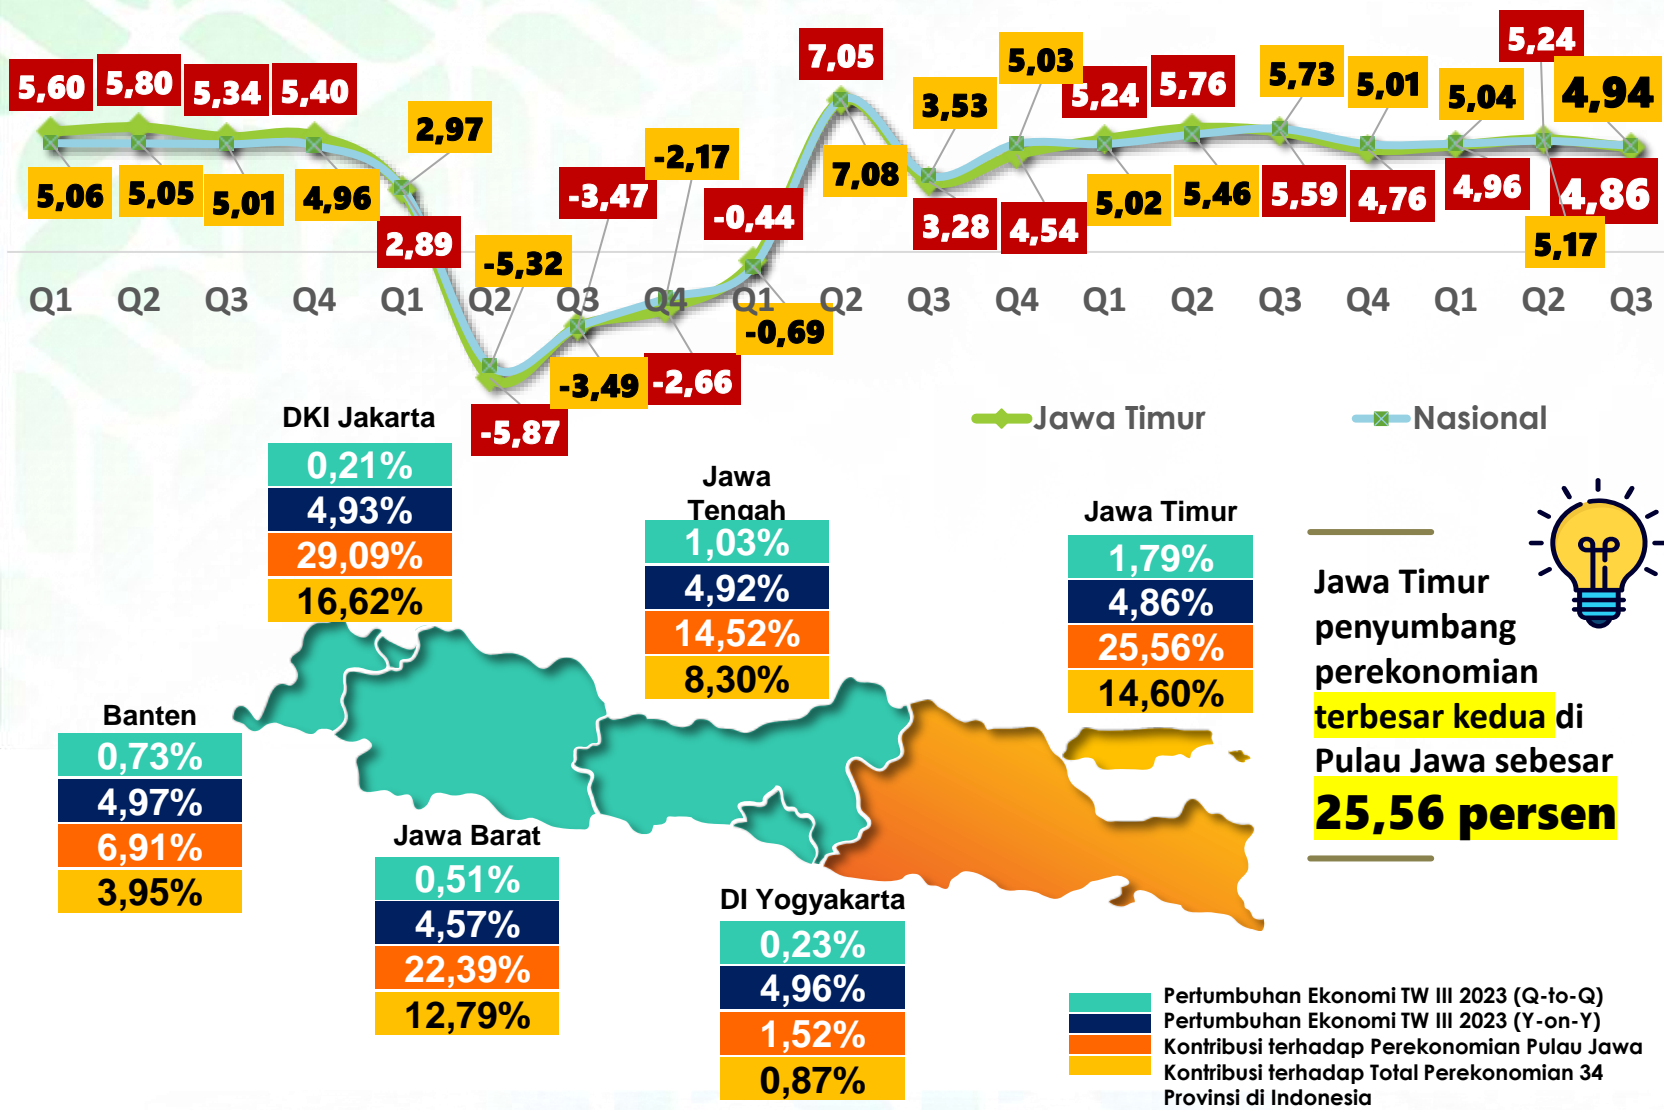 5,60 5,80 5,34 5,40 2,97 -3,47 -2,17 -0,44 7,05 3,53 5,03 5,24 5,76 5,73 5,01 5,04 5,24 4,94
5,06 5,05 5,01 4,96 2,89 -5,32 -3,49 -2,66 -0,69 7,08 3,28 4,54 5,02 5,46 5,59 4,76 4,96 5,17 4,86
-5,87
Q1 Q2 Q3 Q4 Q1 Q2 Q3 Q4 Q1 Q2 Q3 Q4 Q1 Q2 Q3 Q4 Q1 Q2 Q3
Jawa Timur
Nasional
DKI Jakarta
0,21%
4,93%
29,09%
16,62%
Jawa
Tengah
1,03%
4,92%
14,52%
8,30%
Jawa Timur
1,79%
4,86%
25,56%
14,60%
Banten
0,73%
4,97%
6,91%
3,95%
Jawa Barat
0,51%
4,57%
22,39%
12,79%
DI Yogyakarta
0,23%
4,96%
1,52%
0,87%
Jawa Timur
penyumbang
perekonomian
terbesar kedua di
Pulau Jawa sebesar
25,56 persen
Pertumbuhan Ekonomi TW III 2023 (Q-to-Q)
Pertumbuhan Ekonomi TW III 2023 (Y-on-Y)
Kontribusi terhadap Perekonomian Pulau Jawa
Kontribusi terhadap Total Perekonomian 34
Provinsi di Indonesia